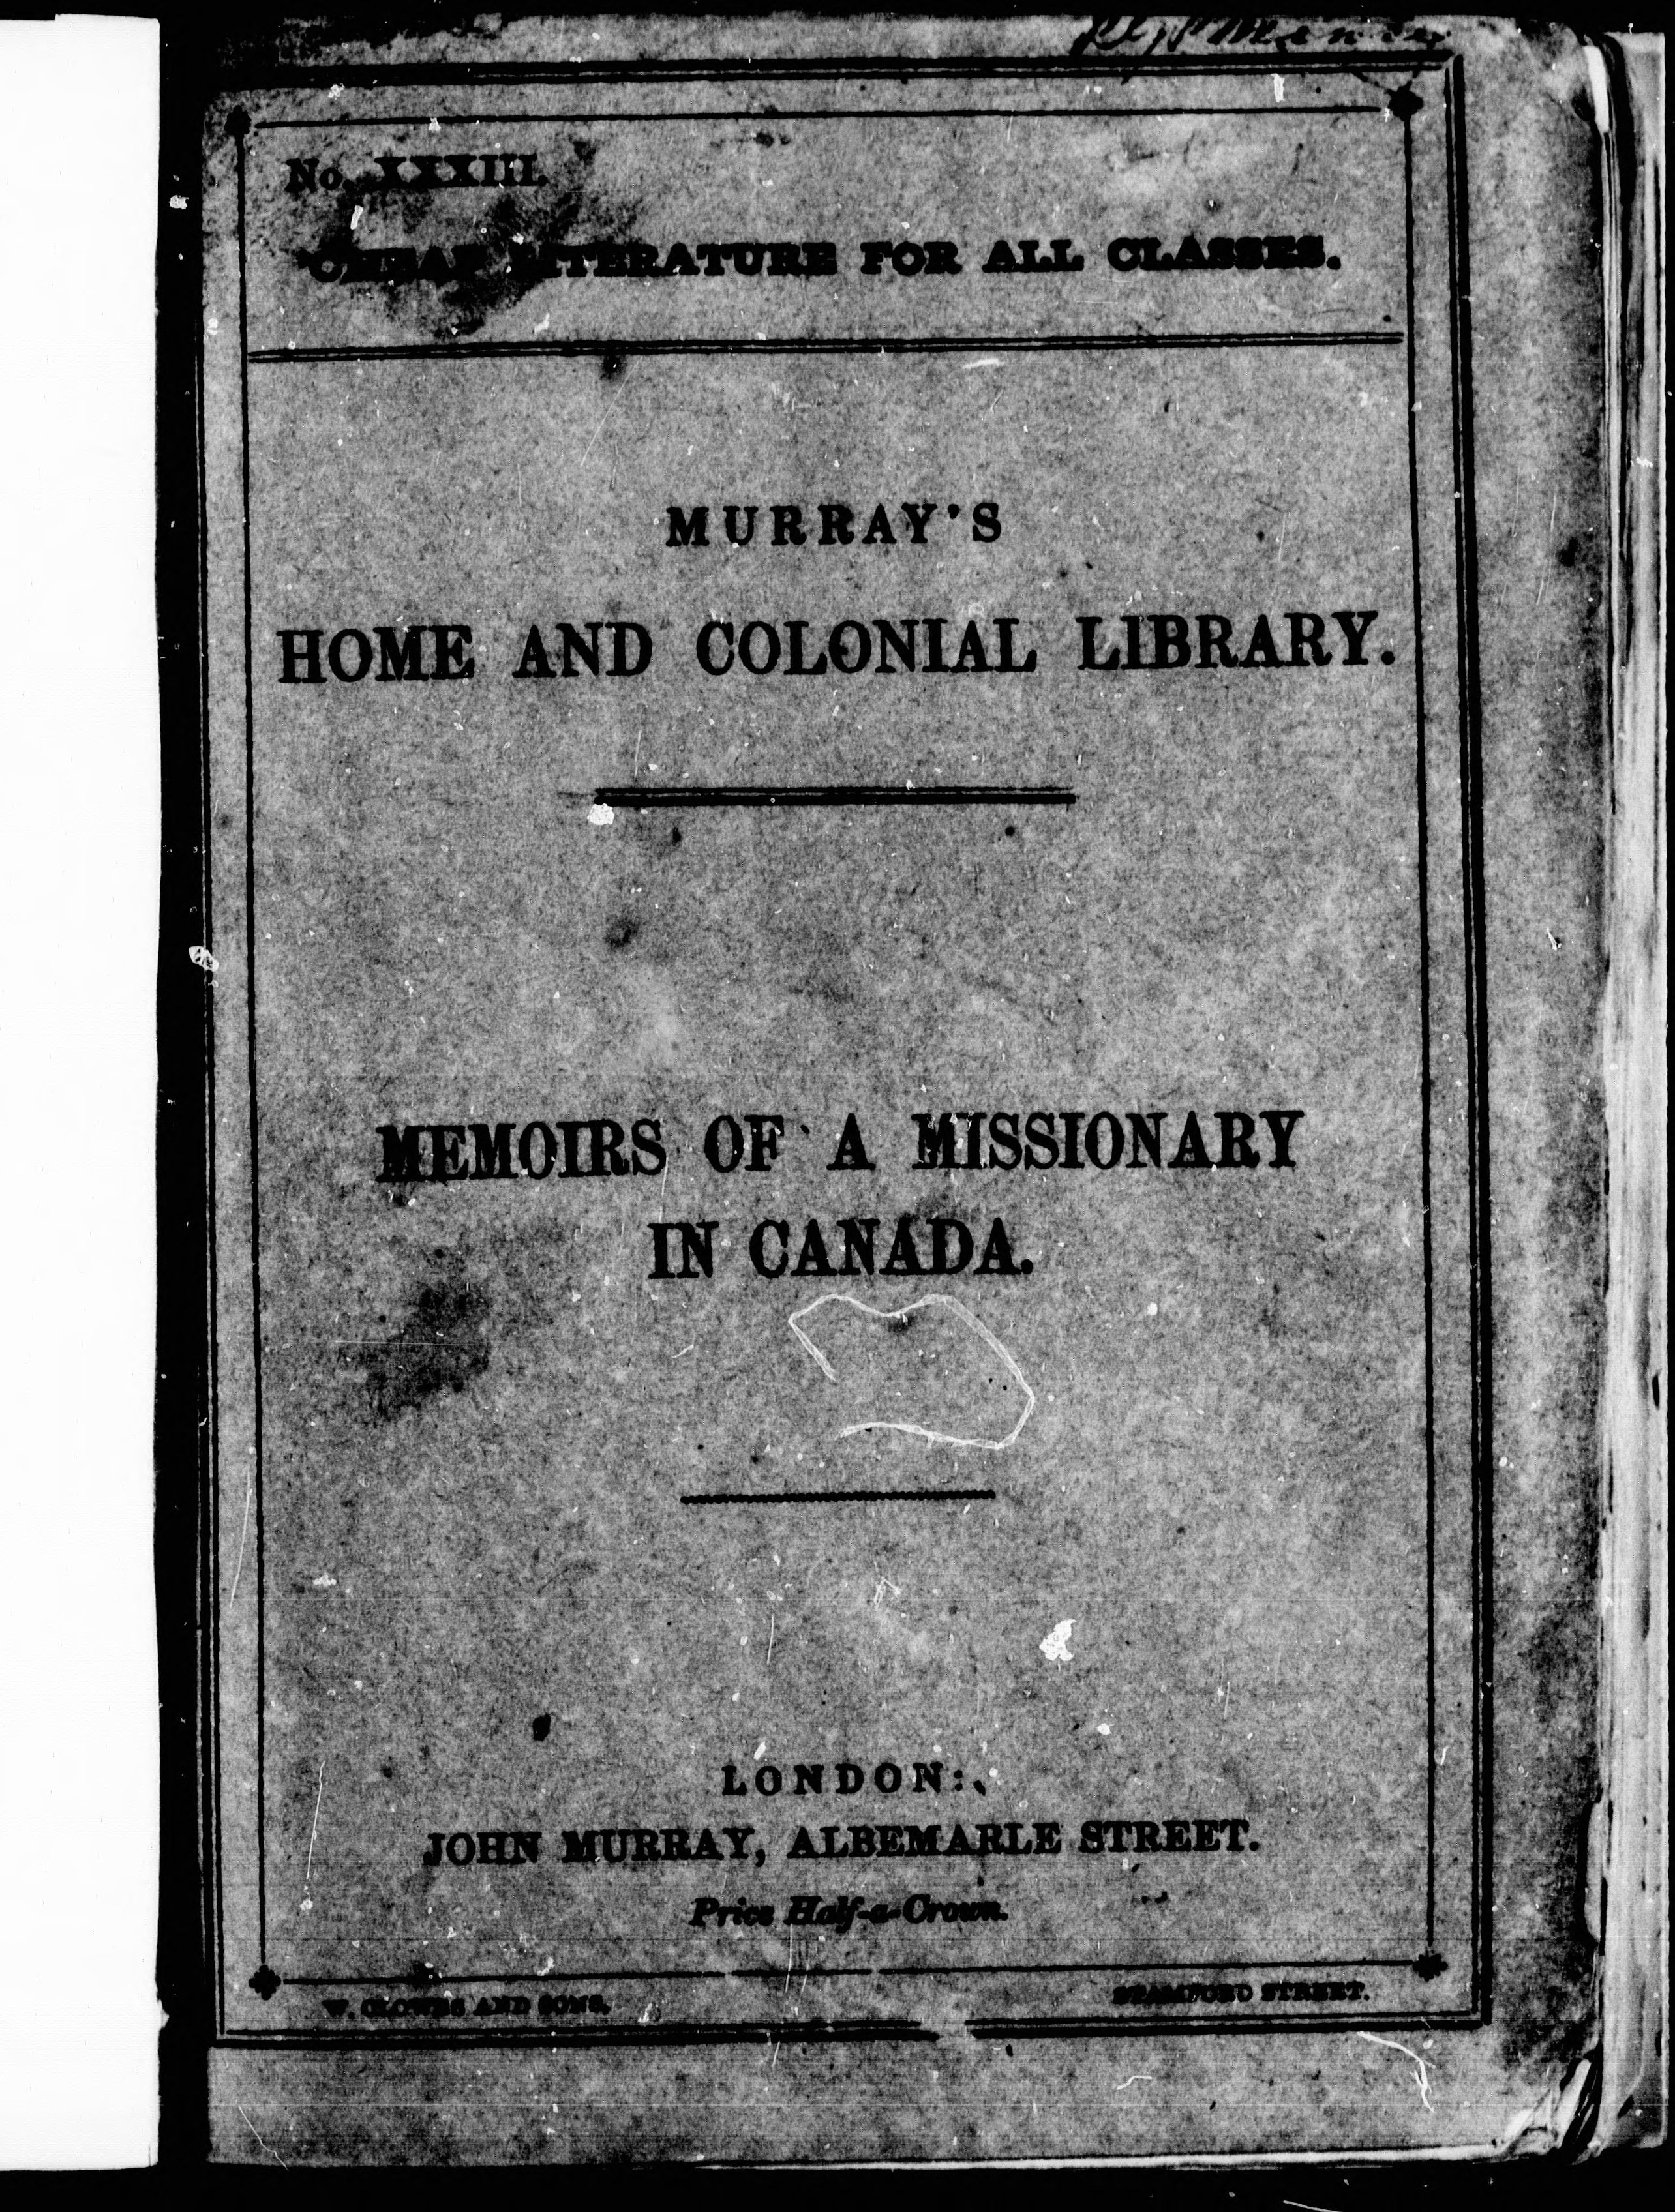 No. XXXIII.
CHEAP LITERATURE FOR ALL CLASSES.
MURRAY'S
HOME AND COLONIAL LIBRARY.
MEMOIRS OF A MISSIONARY
IN CANADA.
LONDON:
JOHN MURRAY, ALBEMARLE STREET.
Price Half-a-Crown.
W. CLOWES AND SONS, STAMFORD STREET.